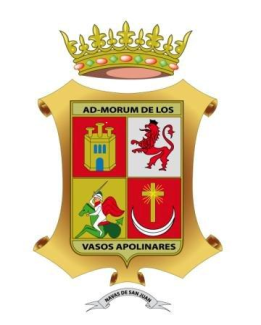 AD-MORUM DE LOS
VASOS APOLINARES
NAVAS DE SAN JUAN